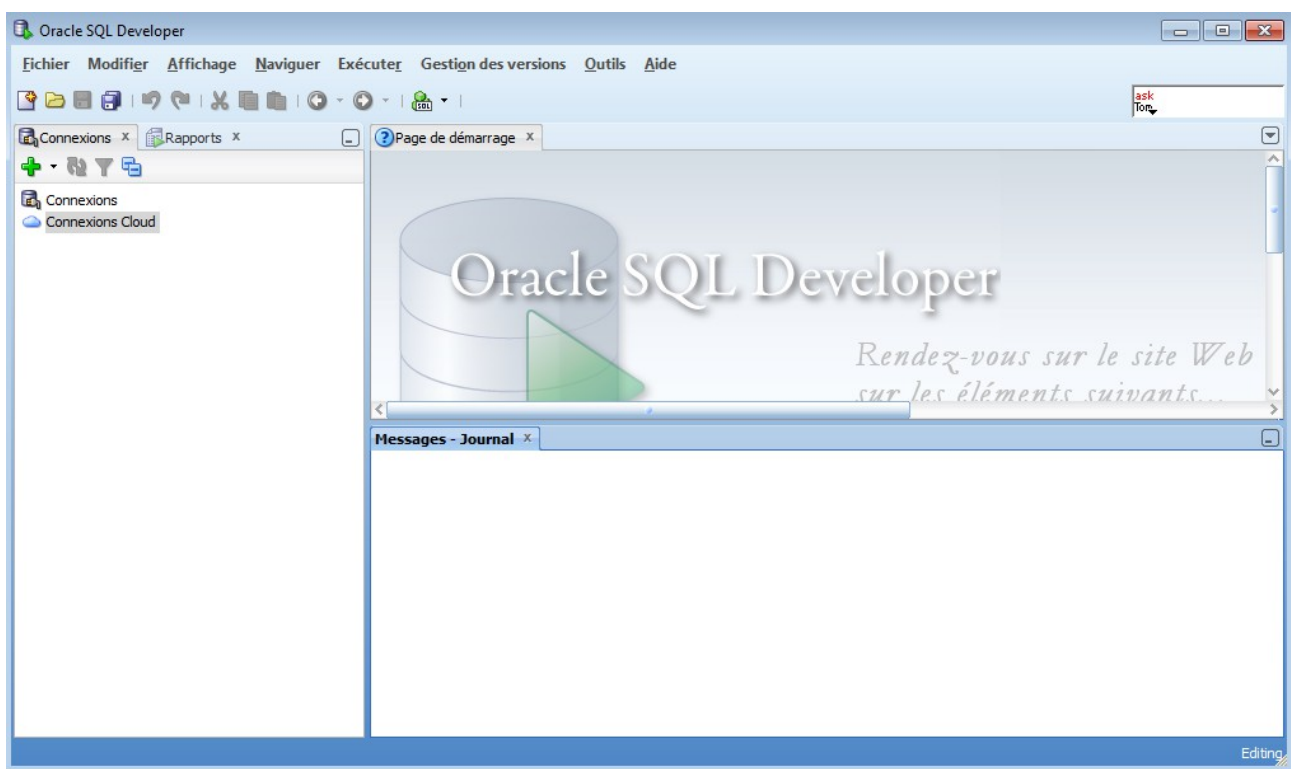 Oracle SQL Developer
Fichier Modifier Affichage Naviguer Exécuter Gestion des versions Outils Aide
SQL
ask
Tom
Connexions x Rapports x
Page de démarrage x
Connexions
Connexions Cloud
Oracle SQL Developer
Rendez-vous sur le site Web
sur les éléments suivants...
Messages - Journal x
Editing